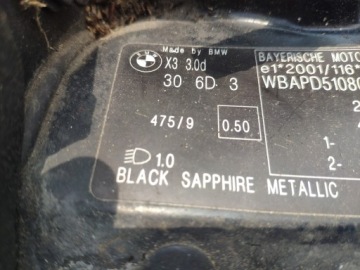 Made by BMW
X3 3.0d
30 6D 3
475/9 0.50
1.0
BLACK SAPPHIRE METALLIC
BAYERISCHE MOTO
e1*2001/116*
WBAPD5108
2
1-
2-